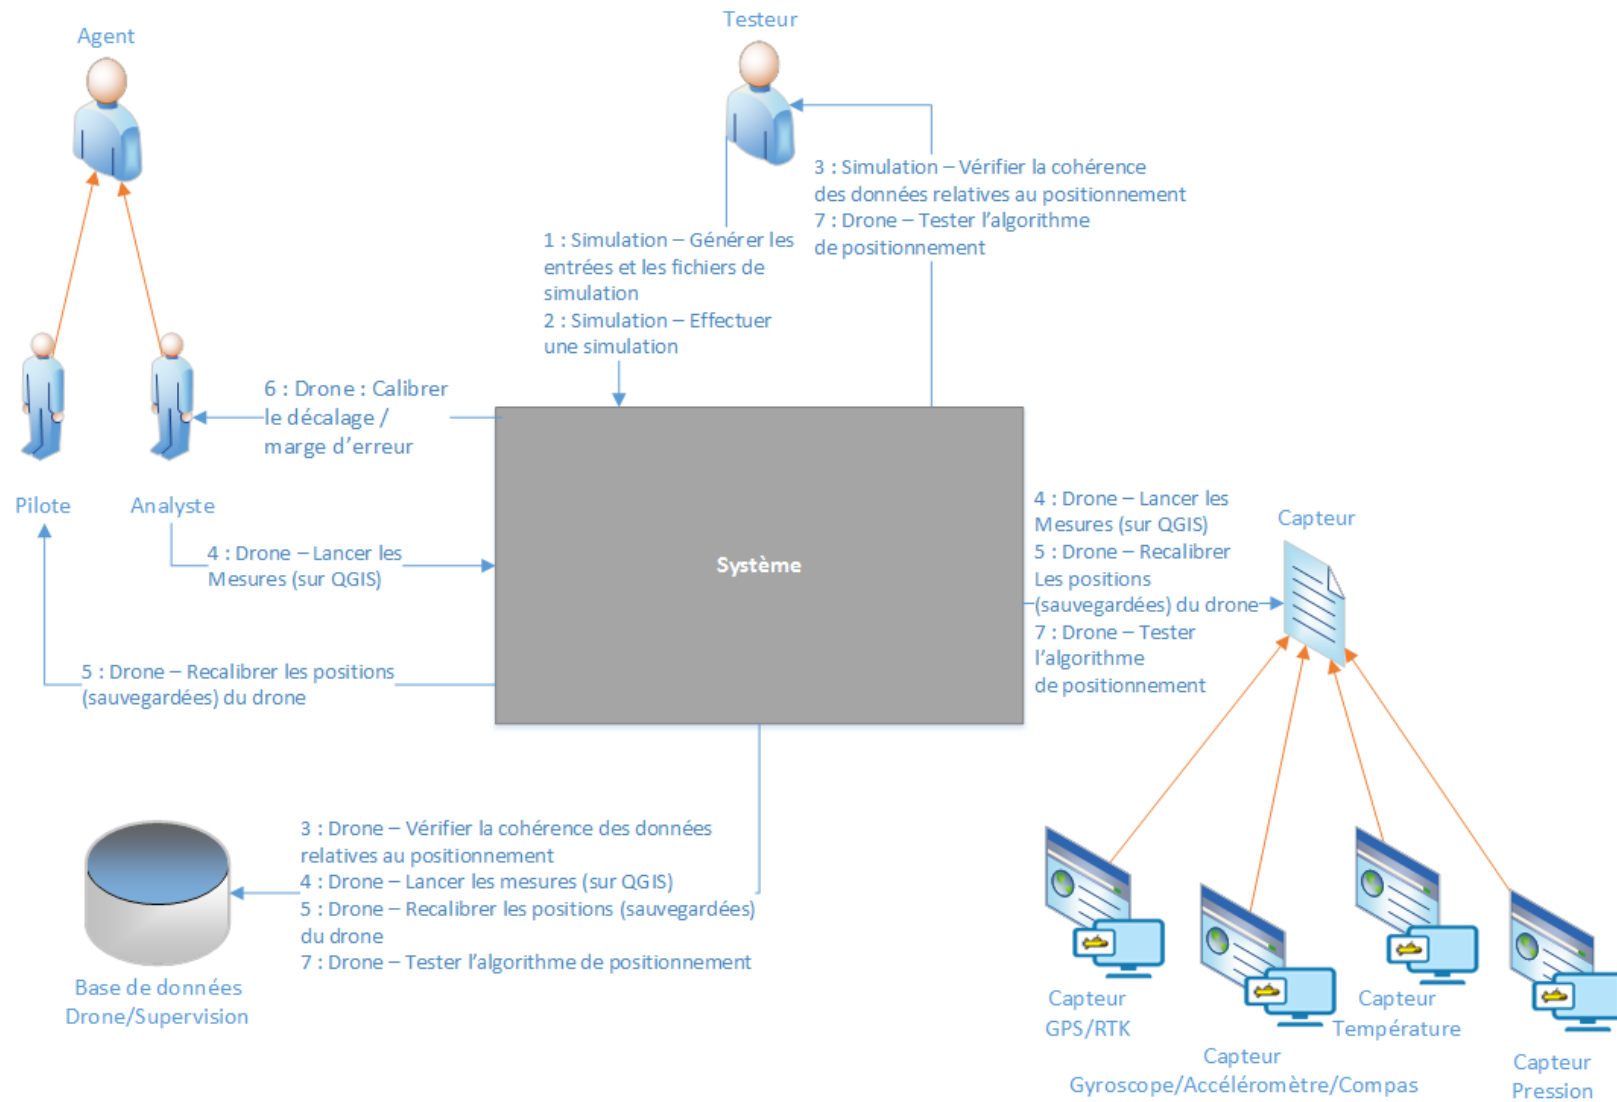 Agent
Testeur
3 : Simulation – Vérifier la cohérence
des données relatives au positionnement
7 : Drone – Tester l'algorithme
de positionnement
1 : Simulation – Générer les
entrées et les fichiers de
simulation
2 : Simulation – Effectuer
une simulation
6 : Drone : Calibrer
le décalage /
marge d'erreur
Pilote
Analyste
4 : Drone – Lancer les
Mesures (sur QGIS)
Système
4 : Drone – Lancer les
Mesures (sur QGIS)
5 : Drone – Recalibrer
Les positions
(sauvegardées) du drone
7 : Drone – Tester
l'algorithme
de positionnement
Capteur
5 : Drone – Recalibrer les positions
(sauvegardées) du drone
3 : Drone – Vérifier la cohérence des données
relatives au positionnement
4 : Drone – Lancer les mesures (sur QGIS)
5 : Drone – Recalibrer les positions (sauvegardées)
du drone
7 : Drone – Tester l'algorithme de positionnement
Base de données
Drone/Supervision
Capteur
GPS/RTK
Capteur
Gyroscope/Accéléromètre/Compas
Capteur
Température
Capteur
Pression